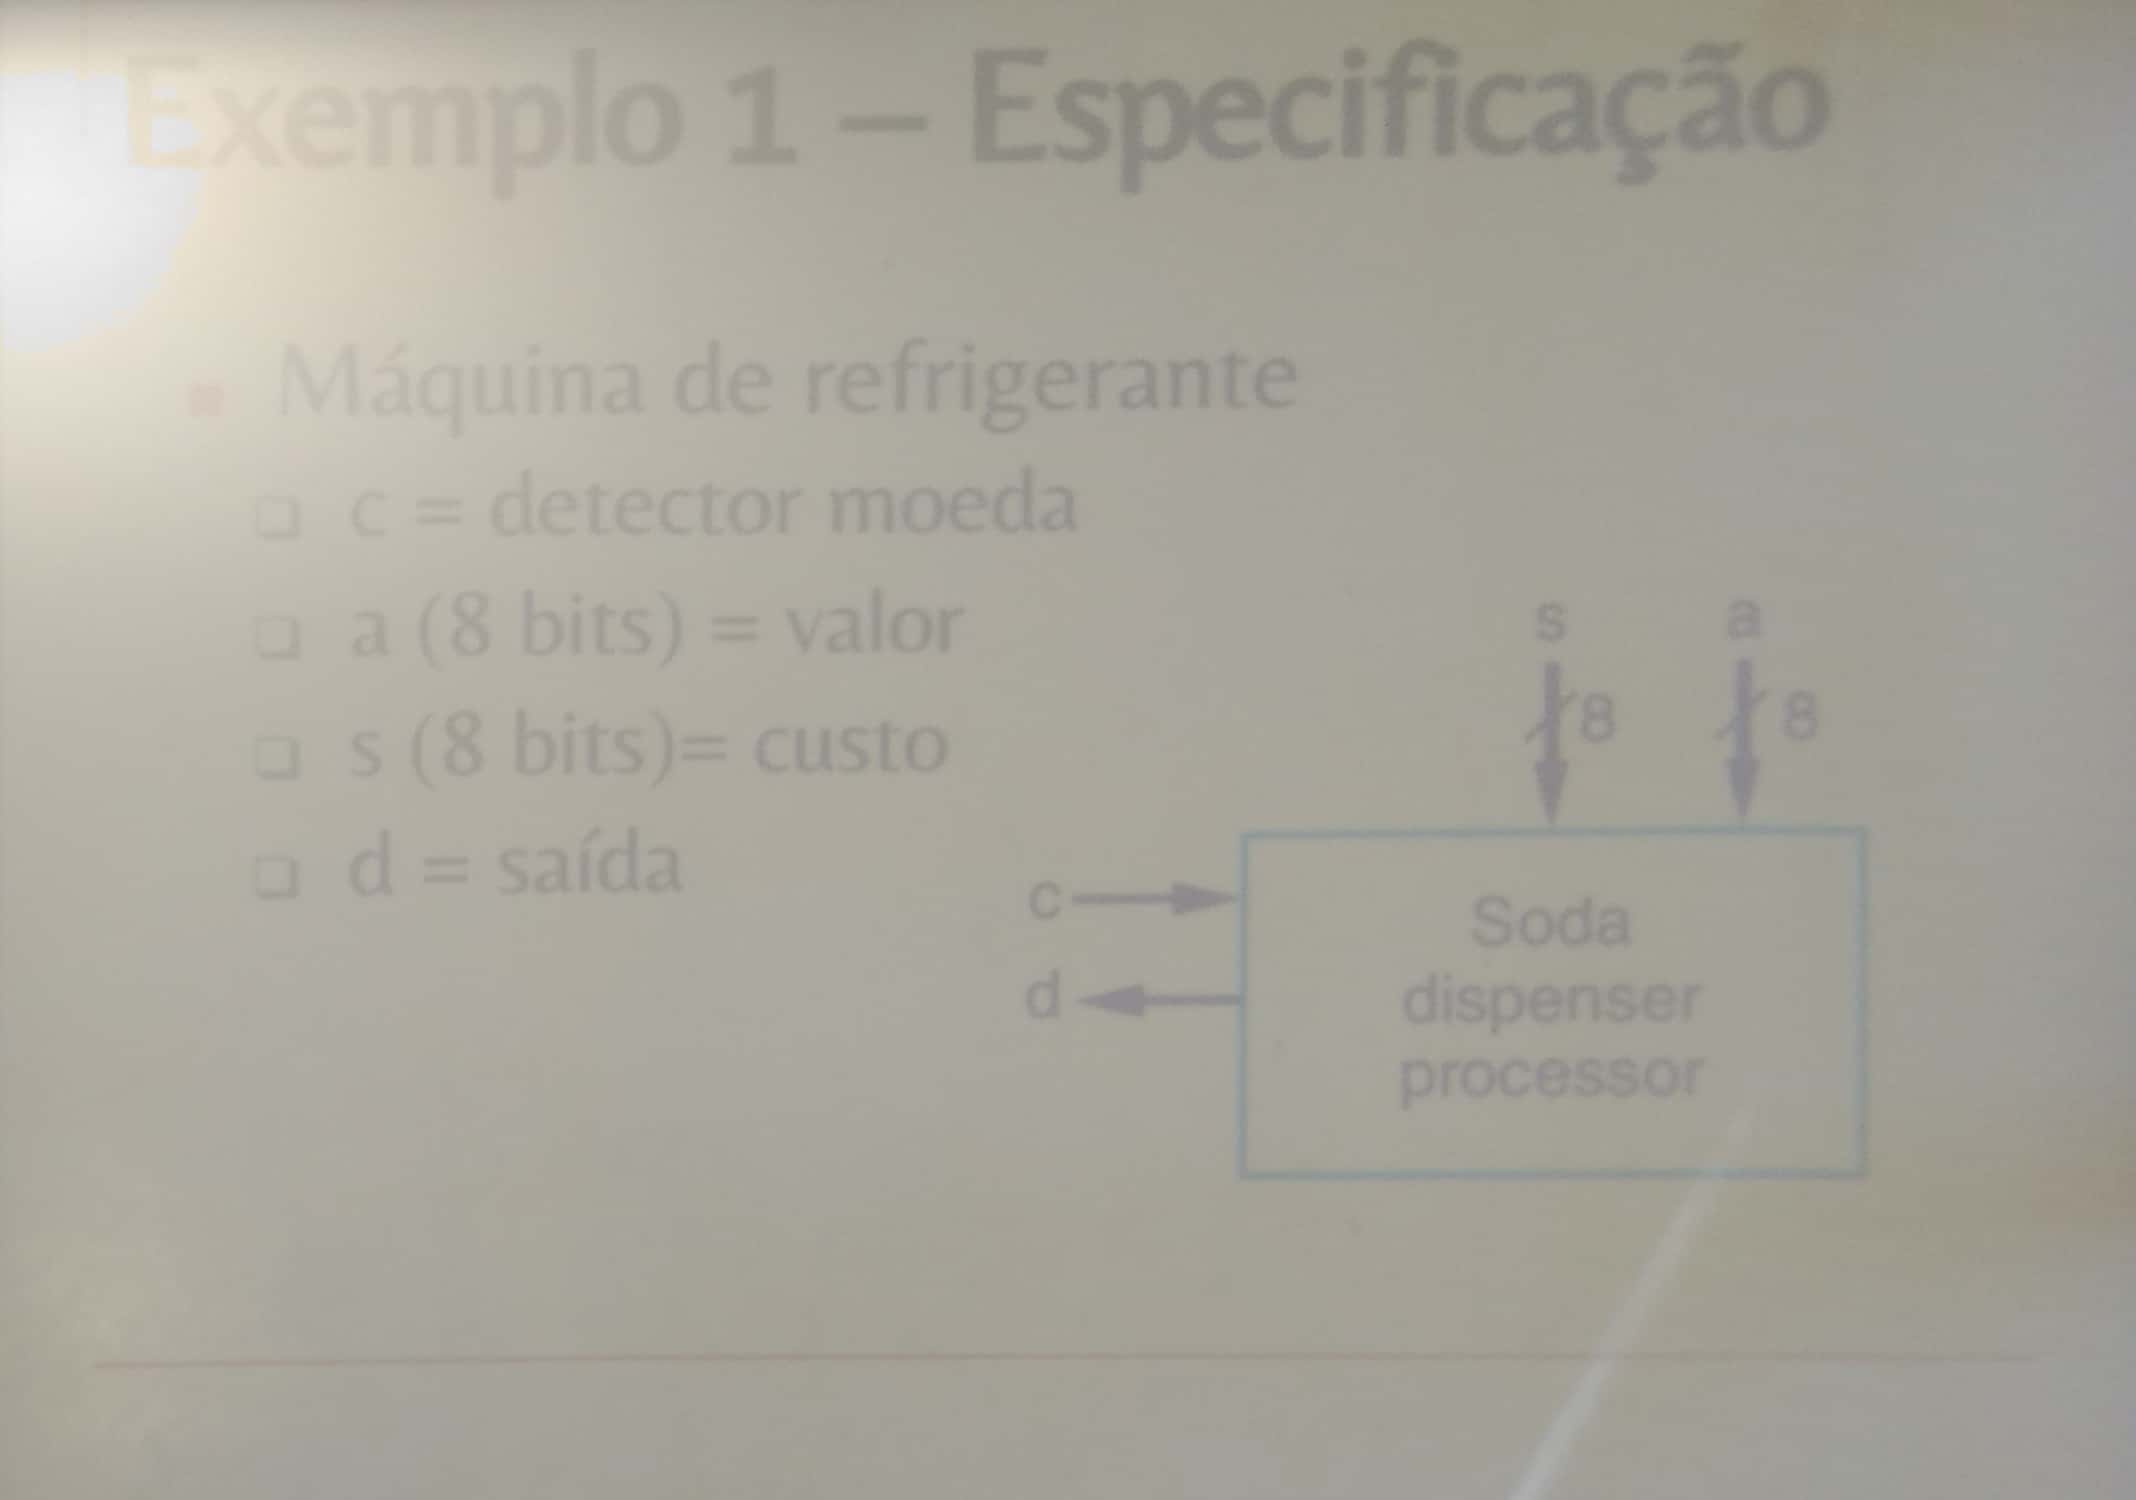 Exemplo 1 – Especificação
Máquina de refrigerante
c = detector moeda
a (8 bits) = valor
s (8 bits)= custo
d = saída
s a
8 8
c
d
Soda
dispenser
processor